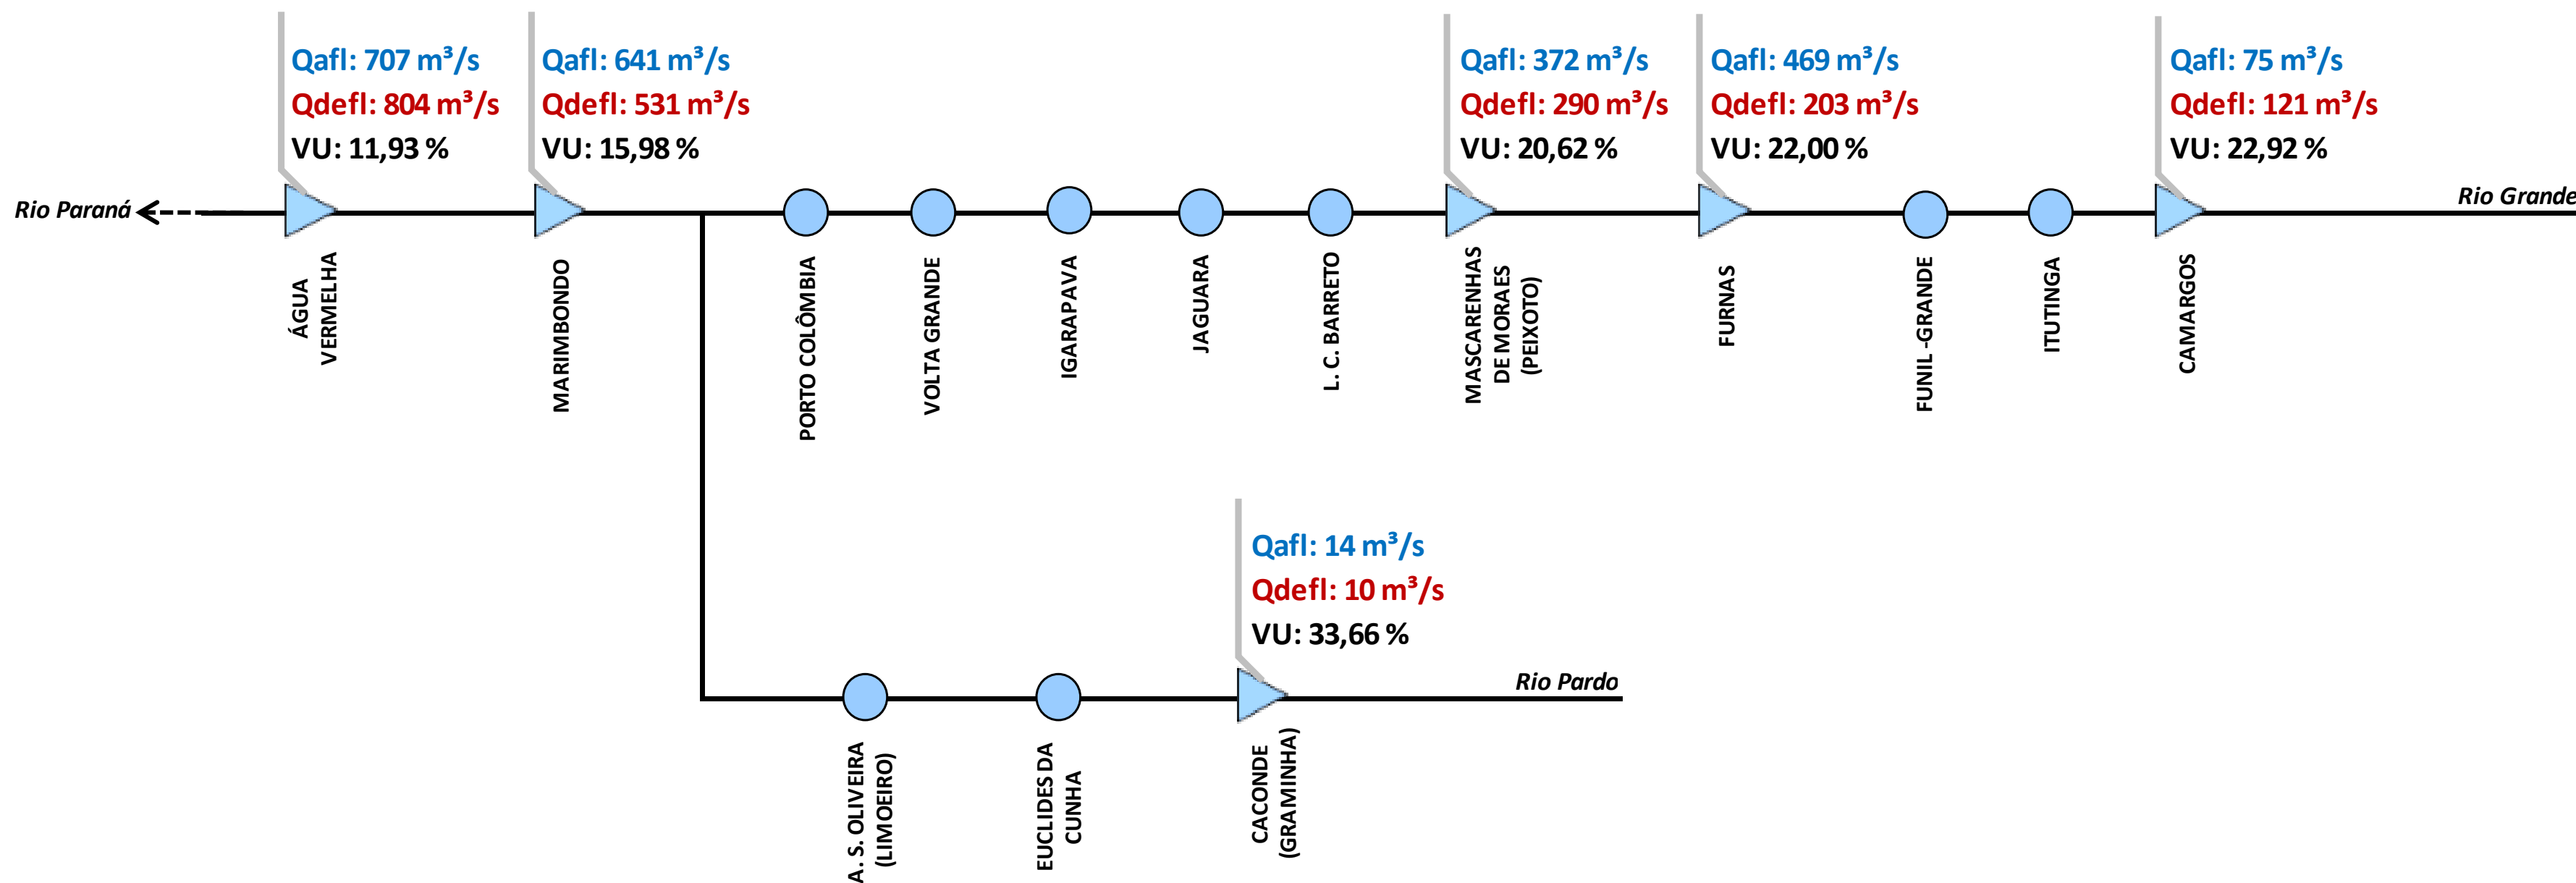 Qafl: 707 m³/s
Qdefl: 804 m³/s
VU: 11,93 %
Qafl: 641 m³/s
Qdefl: 531 m³/s
VU: 15,98 %
Qafl: 372 m³/s
Qdefl: 290 m³/s
VU: 20,62 %
Qafl: 469 m³/s
Qdefl: 203 m³/s
VU: 22,00 %
Qafl: 75 m³/s
Qdefl: 121 m³/s
VU: 22,92 %
Rio Paraná
Rio Grande
ÁGUA
VERMELHA
MARIMBONDO
PORTO COLÔMBIA
VOLTA GRANDE
IGARAPAVA
JAGUARA
L. C. BARRETO
MASCARENHAS
DE MORAES
(PEIXOTO)
FURNAS
FUNIL -GRANDE
ITUTINGA
CAMARGOS
Qafl: 14 m³/s
Qdefl: 10 m³/s
VU: 33,66 %
Rio Pardo
A. S. OLIVEIRA
(LIMOEIRO)
EUCLIDES DA
CUNHA
CACONDE
(GRAMINHA)